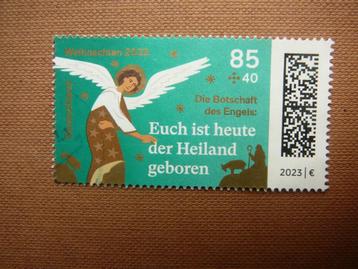 Weihnachten 2023
85
+40
Die Botschaft
des Engels:
Euch ist heute
der Heiland
geboren
2023 | €